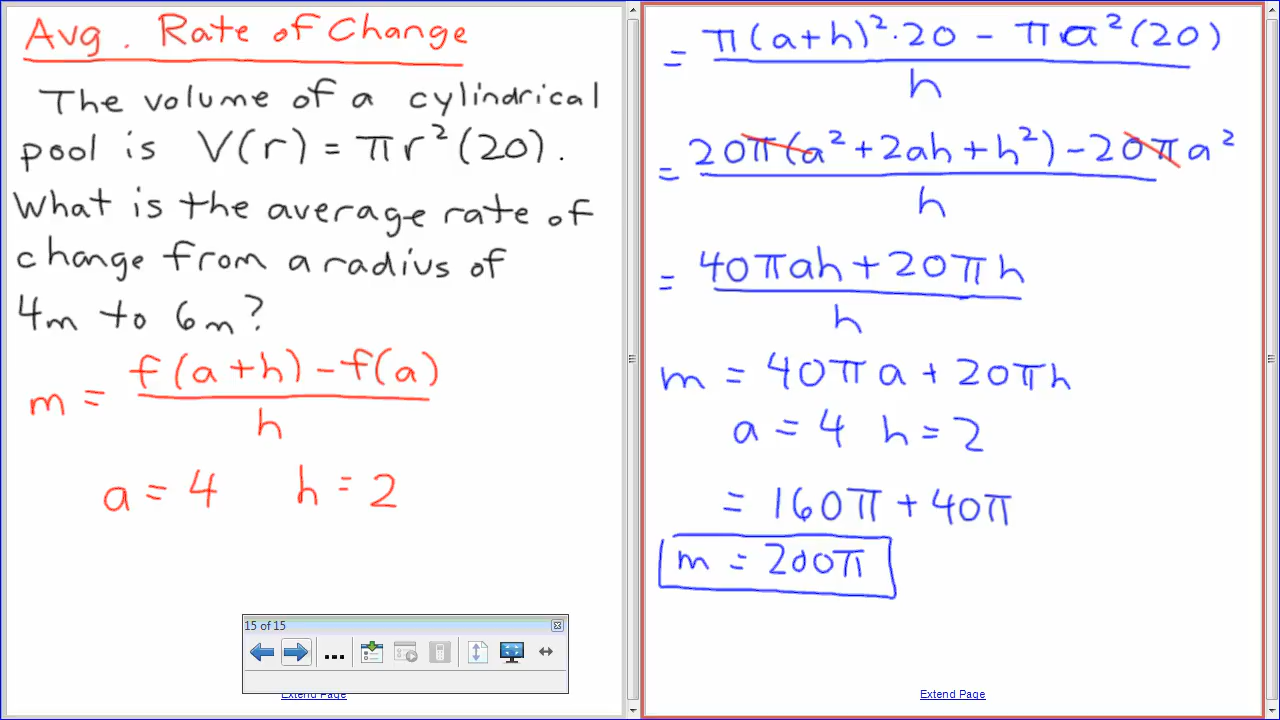 Avg. Rate of Change
The volume of a cylindrical
pool is V(r) = πr²(20).
What is the average rate of
change from a radius of
4m to 6m?
m = f(a+h) - f(a)
h
a = 4 h = 2
15 of 15
...
Extend Page
= π(a+h)²·20 - πa²(20)
h
= 20π(a² + 2ah + h²) - 20πa²
h
= 40πah + 20πh
h
m = 40πa + 20πh
a = 4 h = 2
= 160π + 40π
m = 200π
Extend Page